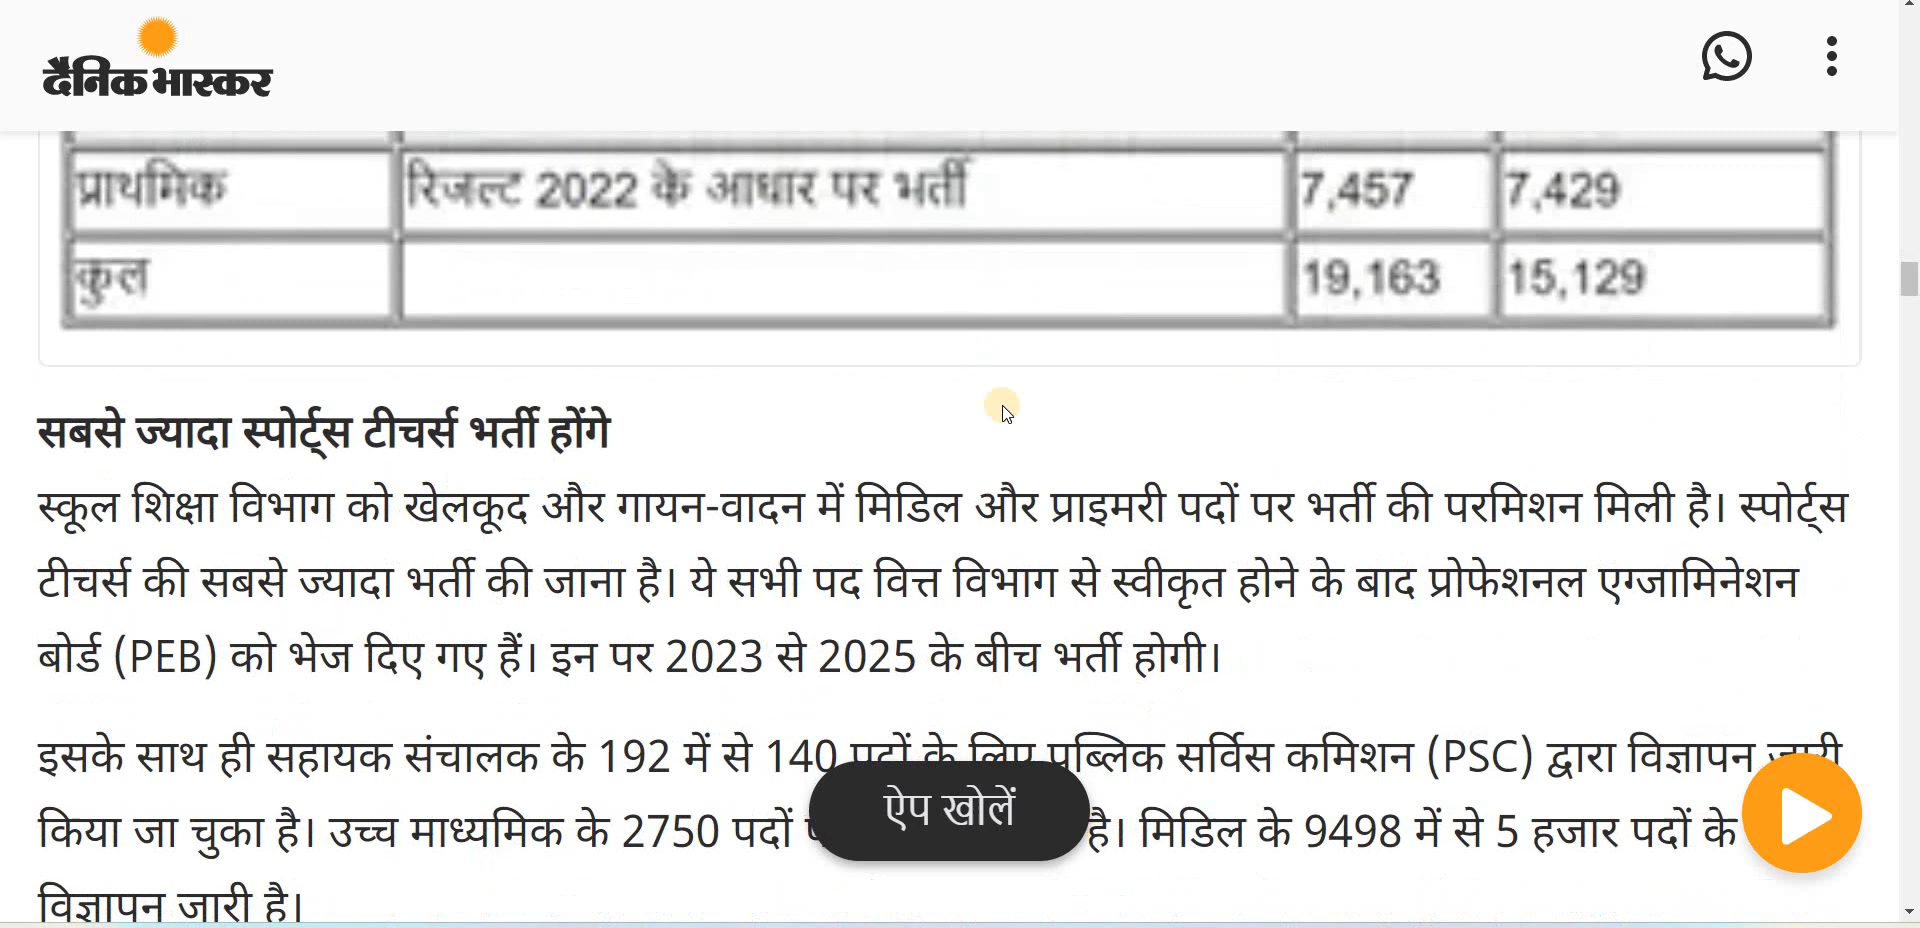 दैनिक भास्कर
प्राथमिक रिजल्ट 2022 के आधार पर भर्ती 7,457 7,429
कुल 19,163 15,129
सबसे ज्यादा स्पोर्ट्स टीचर्स भर्ती होंगे
स्कूल शिक्षा विभाग को खेलकूद और गायन-वादन में मिडिल और प्राइमरी पदों पर भर्ती की परमिशन मिली है। स्पोर्ट्स
टीचर्स की सबसे ज्यादा भर्ती की जाना है। ये सभी पद वित्त विभाग से स्वीकृत होने के बाद प्रोफेशनल एग्जामिनेशन
बोर्ड (PEB) को भेज दिए गए हैं। इन पर 2023 से 2025 के बीच भर्ती होगी।
इसके साथ ही सहायक संचालक के 192 में से 140 पदों के लिए पब्लिक सर्विस कमिशन (PSC) द्वारा विज्ञापन जारी
किया जा चुका है। उच्च माध्यमिक के 2750 पदों है। मिडिल के 9498 में से 5 हजार पदों के
ऐप खोलें
विज्ञापन जारी है।